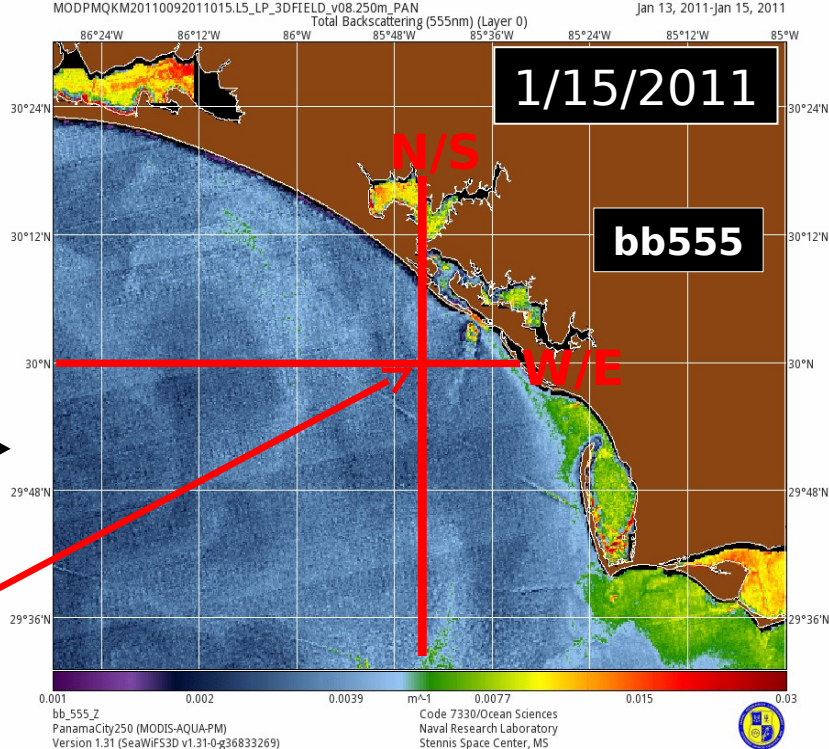 MODPMQKM20110092011015.L5_LP_3DFIELD_v08.250m_PAN Jan 13, 2011-Jan 15, 2011
Total Backscattering (555nm) (Layer 0)
86°24'W 86°12'W 86°W 85°48'W 85°36'W 85°24'W 85°12'W 85°W
1/15/2011
30°24'N 30°24'N
N/S
30°12'N 30°12'N
bb555
30°N 30°N
W/E
29°48'N 29°48'N
29°36'N 29°36'N
0.001 0.002 0.0039 m^-1 0.0077 0.015 0.03
bb_555_Z Code 7330/Ocean Sciences
PanamaCity250 (MODIS-AQUA-PM) Naval Research Laboratory
Version 1.31 (SeaWiFS3D v1.31-0-g36833269) Stennis Space Center, MS